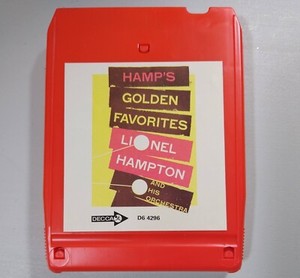 HAMP'S
GOLDEN
FAVORITES
LIONEL
HAMPTON
AND
HIS
ORCHESTRA
DECCA D6 4296